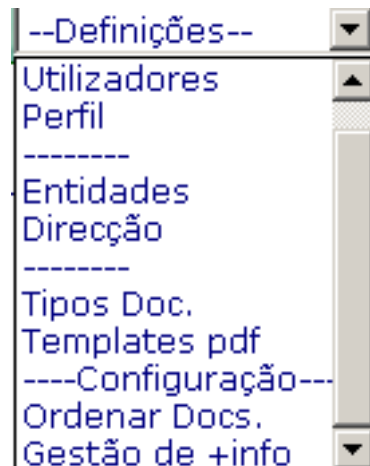 --Definições--
Utilizadores
Perfil
--------
Entidades
Direcção
--------
Tipos Doc.
Templates pdf
----Configuração---
Ordenar Docs.
Gestão de +info